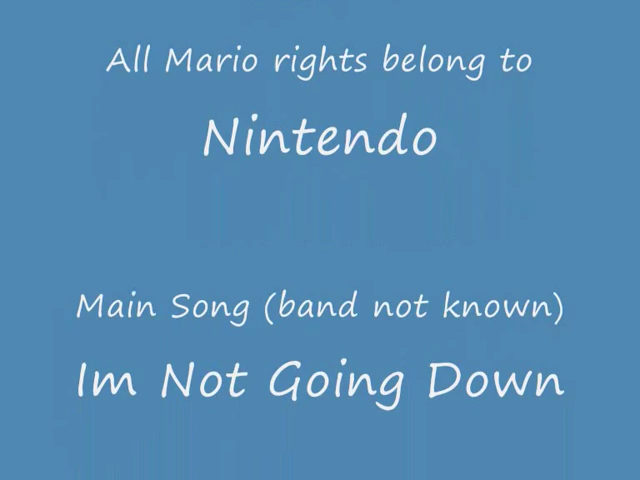 All Mario rights belong to
Nintendo
Main Song (band not known)
Im Not Going Down